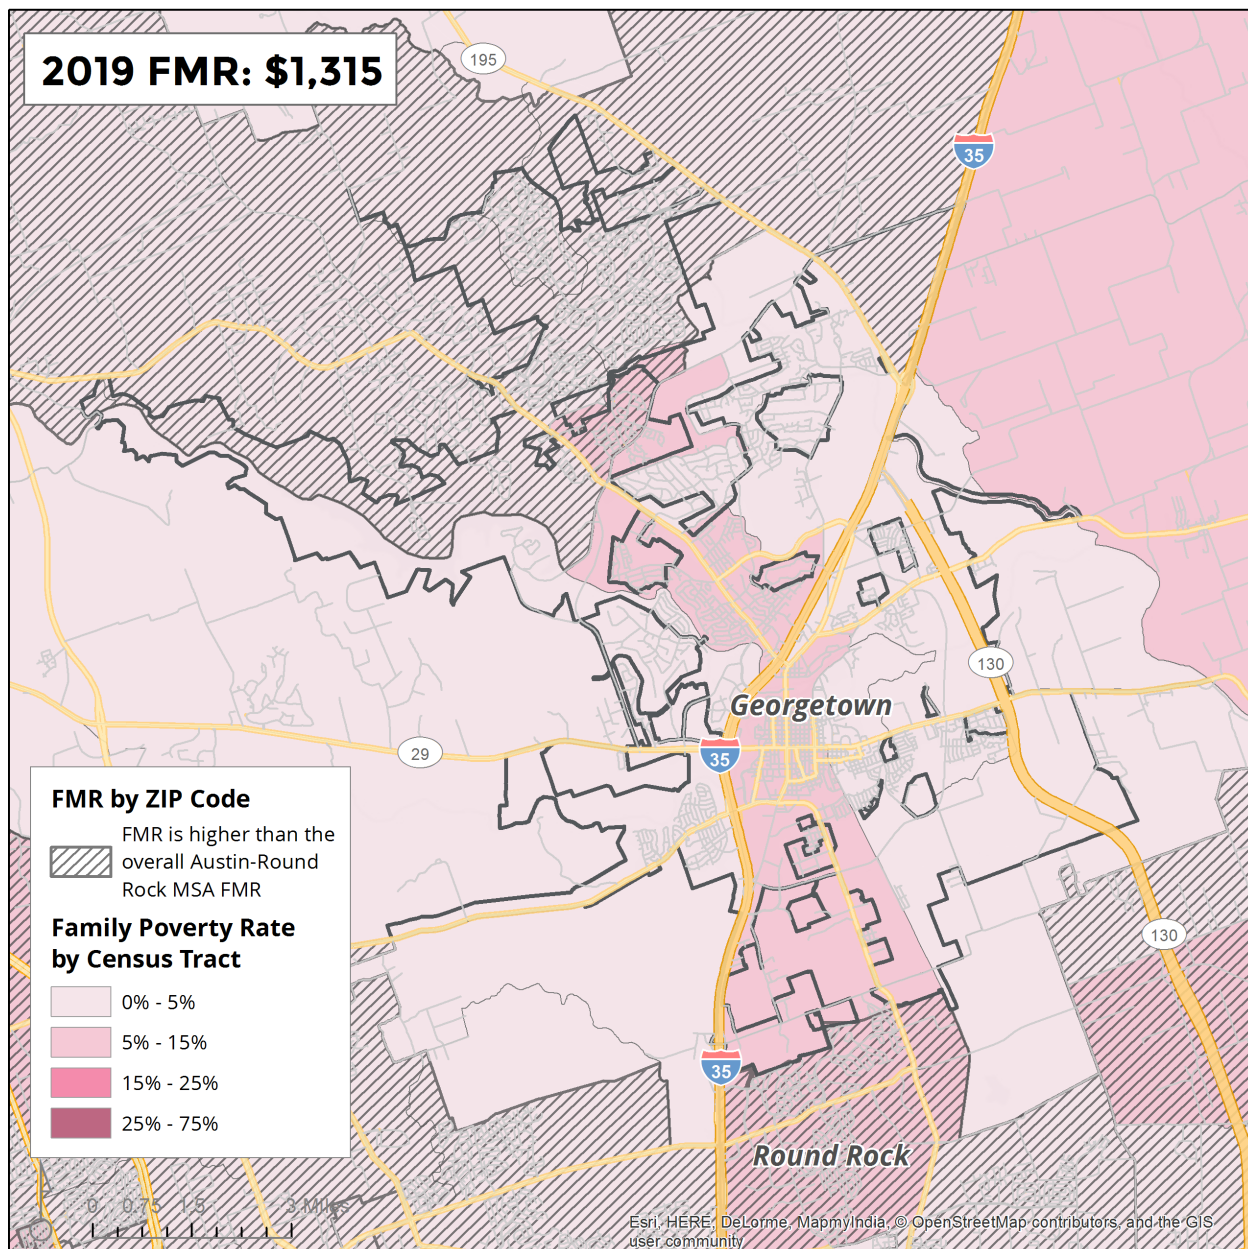 2019 FMR: $1,315
195
35
130
Georgetown
29
35
FMR by ZIP Code
FMR is higher than the
overall Austin-Round
Rock MSA FMR
Family Poverty Rate
by Census Tract
0% - 5%
5% - 15%
15% - 25%
25% - 75%
130
35
Round Rock
0 0.75 1.5 3 Miles
Esri, HERE, DeLorme, MapmyIndia, © OpenStreetMap contributors, and the GIS
user community